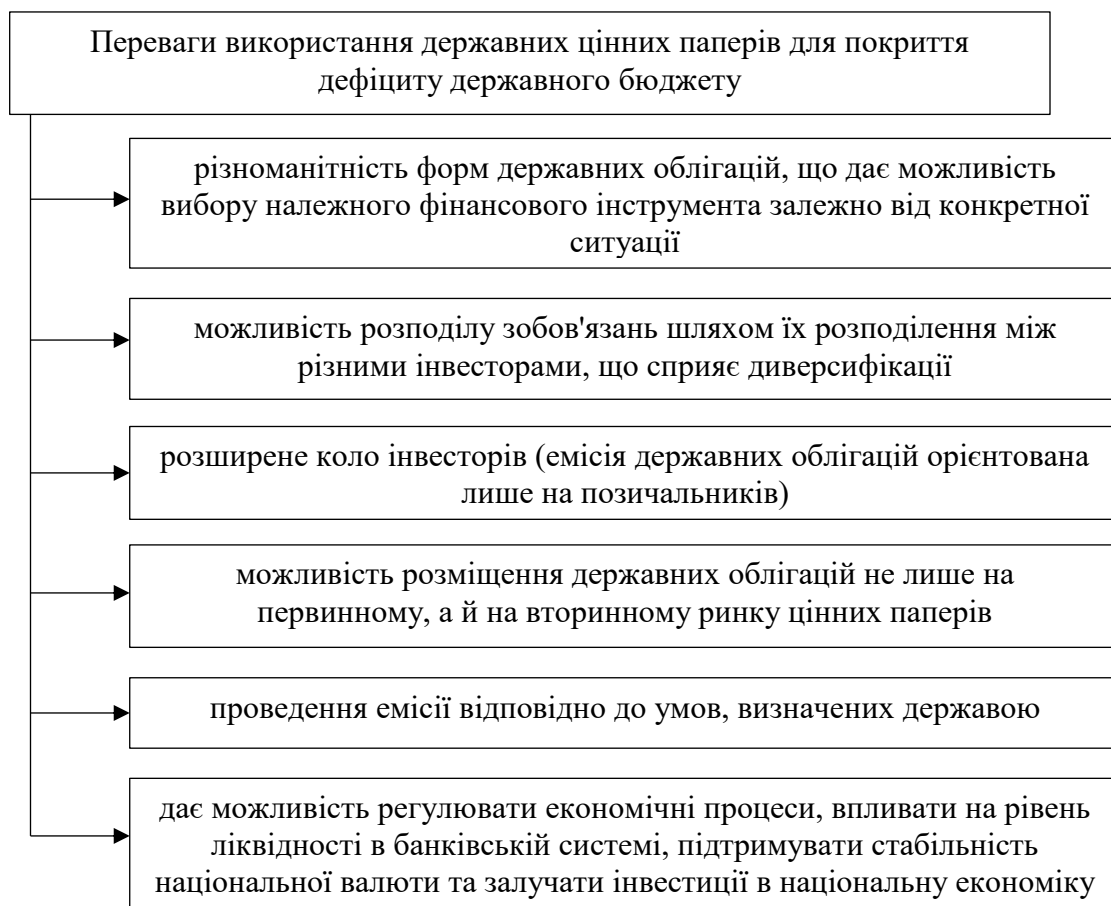 Переваги використання державних цінних паперів для покриття
дефіциту державного бюджету
різноманітність форм державних облігацій, що дає можливість
вибору належного фінансового інструмента залежно від конкретної
ситуації
можливість розподілу зобов'язань шляхом їх розподілення між
різними інвесторами, що сприяє диверсифікації
розширене коло інвесторів (емісія державних облігацій орієнтована
лише на позичальників)
можливість розміщення державних облігацій не лише на
первинному, а й на вторинному ринку цінних паперів
проведення емісії відповідно до умов, визначених державою
дає можливість регулювати економічні процеси, впливати на рівень
ліквідності в банківській системі, підтримувати стабільність
національної валюти та залучати інвестиції в національну економіку